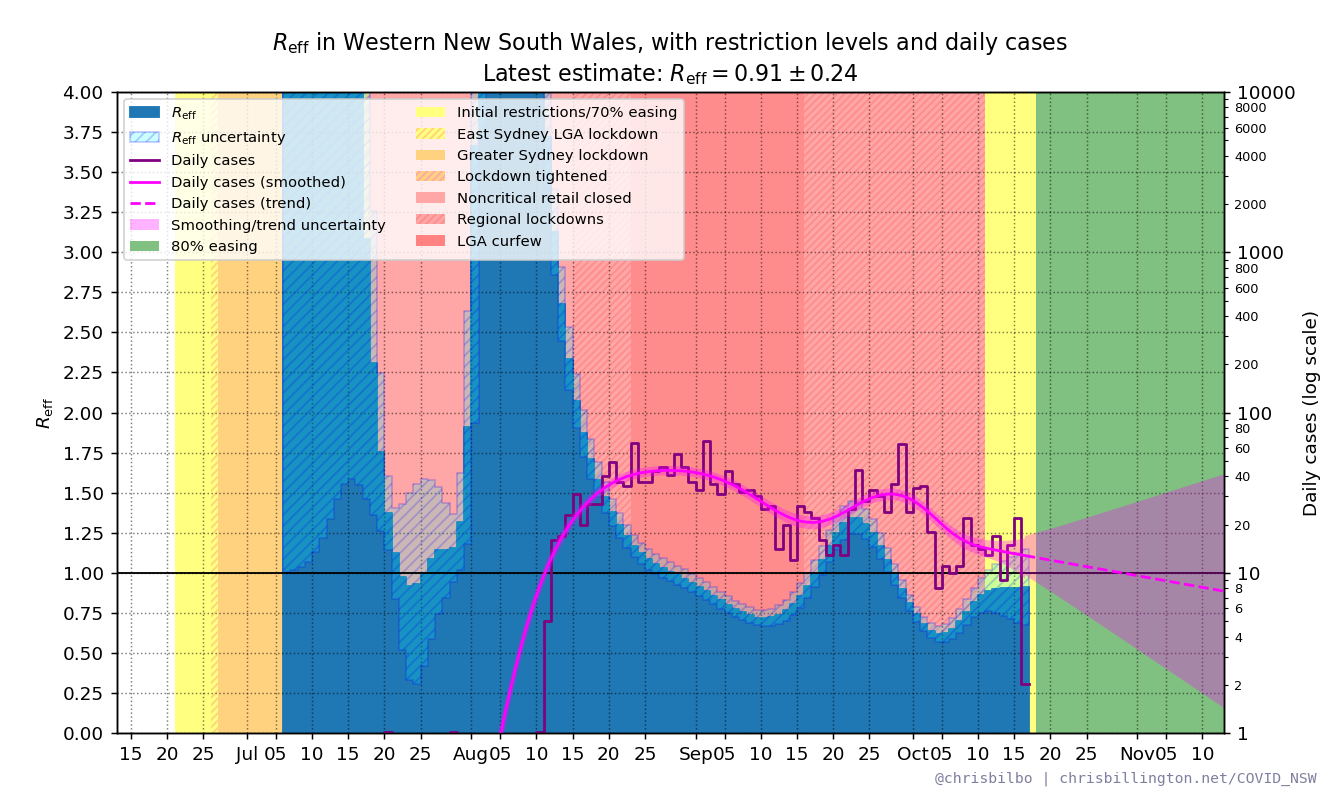 Reff in Western New South Wales, with restriction levels and daily cases
Latest estimate: Reff = 0.91 ± 0.24
Reff
Reff uncertainty
Daily cases
Daily cases (smoothed)
Daily cases (trend)
Smoothing/trend uncertainty
80% easing
Initial restrictions/70% easing
East Sydney LGA lockdown
Greater Sydney lockdown
Lockdown tightened
Noncritical retail closed
Regional lockdowns
LGA curfew
4.00
3.75
3.50
3.25
3.00
2.75
2.50
2.25
2.00
1.75
1.50
1.25
1.00
0.75
0.50
0.25
0.00
Reff
10000
8000
6000
4000
2000
1000
800
600
400
200
100
80
60
40
20
10
8
6
4
2
1
Daily cases (log scale)
15 20 25 Jul 05 10 15 20 25 Aug 05 10 15 20 25 Sep 05 10 15 20 25 Oct 05 10 15 20 25 Nov 05 10
@chrisbilbo | chrisbillington.net/COVID_NSW